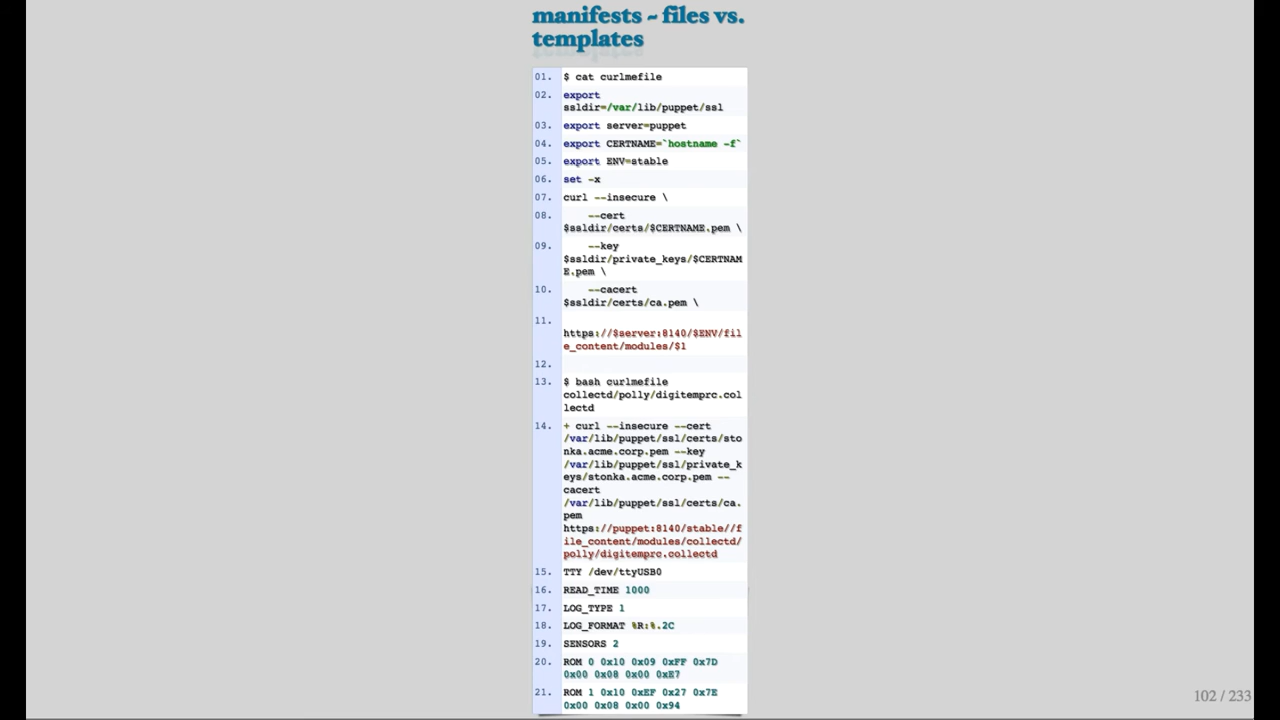 manifests ~ files vs.
templates
01. $ cat curlmefile
02. export
ssldir=/var/lib/puppet/ssl
03. export server=puppet
04. export CERTNAME=`hostname -f`
05. export ENV=stable
06. set -x
07. curl --insecure \
08. --cert
$ssldir/certs/$CERTNAME.pem \
09. --key
$ssldir/private_keys/$CERTNAM
E.pem \
10. --cacert
$ssldir/certs/ca.pem \
11.
https://$server:8140/$ENV/fil
e_content/modules/$1
12.
13. $ bash curlmefile
collectd/polly/digitemprc.col
lectd
14. + curl --insecure --cert
/var/lib/puppet/ssl/certs/sto
nka.acme.corp.pem --key
/var/lib/puppet/ssl/private_k
eys/stonka.acme.corp.pem --
cacert
/var/lib/puppet/ssl/certs/ca.
pem
https://puppet:8140/stable//f
ile_content/modules/collectd/
polly/digitemprc.collectd
15. TTY /dev/ttyUSB0
16. READ_TIME 1000
17. LOG_TYPE 1
18. LOG_FORMAT %R:%.2C
19. SENSORS 2
20. ROM 0 0x10 0x09 0xFF 0x7D
0x00 0x08 0x00 0xE7
21. ROM 1 0x10 0xEF 0x27 0x7E
0x00 0x08 0x00 0x94
102 / 233